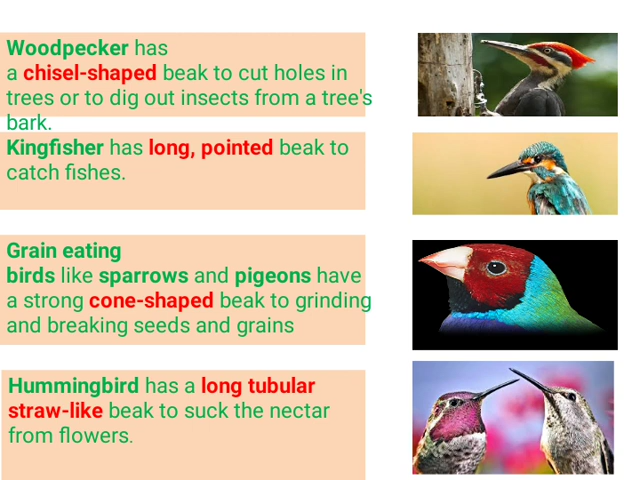 Woodpecker has
a chisel-shaped beak to cut holes in
trees or to dig out insects from a tree's
bark.
Kingfisher has long, pointed beak to
catch fishes.
Grain eating
birds like sparrows and pigeons have
a strong cone-shaped beak to grinding
and breaking seeds and grains
Hummingbird has a long tubular
straw-like beak to suck the nectar
from flowers.